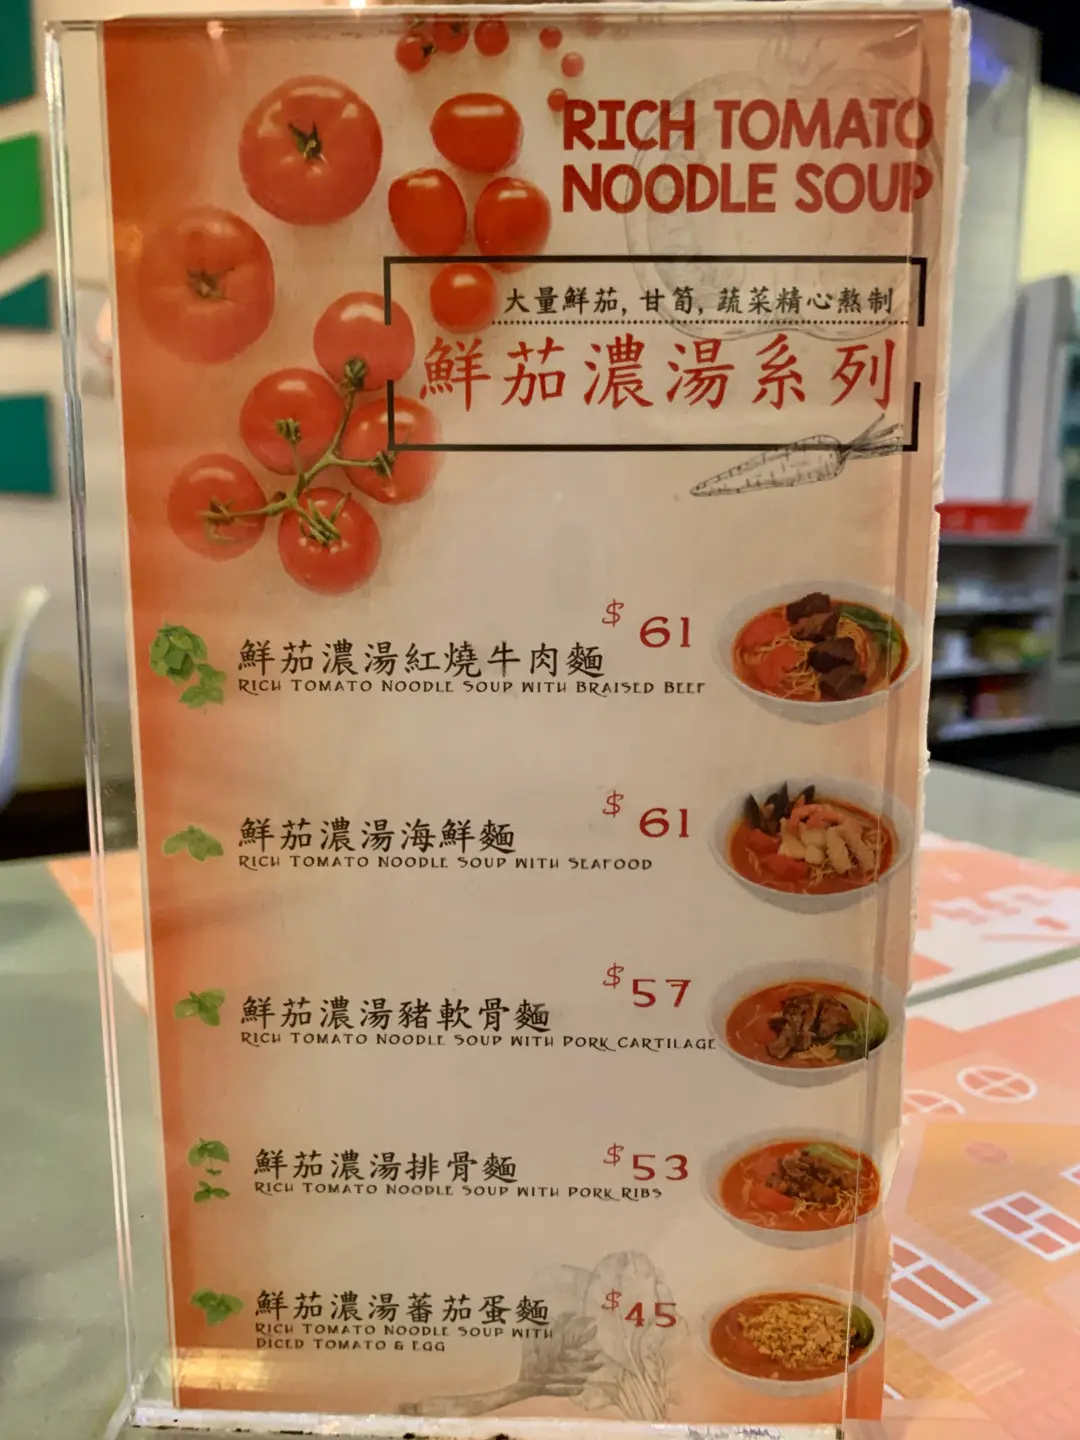 RICH TOMATO
NOODLE SOUP
大量鮮茄, 甘筍, 蔬菜精心熬制
鮮茄濃湯系列
鮮茄濃湯紅燒牛肉麵
$61
RICH TOMATO NOODLE SOUP WITH BRAISED BEEF
鮮茄濃湯海鮮麵
$61
RICH TOMATO NOODLE SOUP WITH SEAFOOD
鮮茄濃湯豬軟骨麵
$57
RICH TOMATO NOODLE SOUP WITH PORK CARTILAGE
鮮茄濃湯排骨麵
$53
RICH TOMATO NOODLE SOUP WITH PORK RIBS
鮮茄濃湯蕃茄蛋麵
$45
RICH TOMATO NOODLE SOUP WITH
DICED TOMATO & EGG